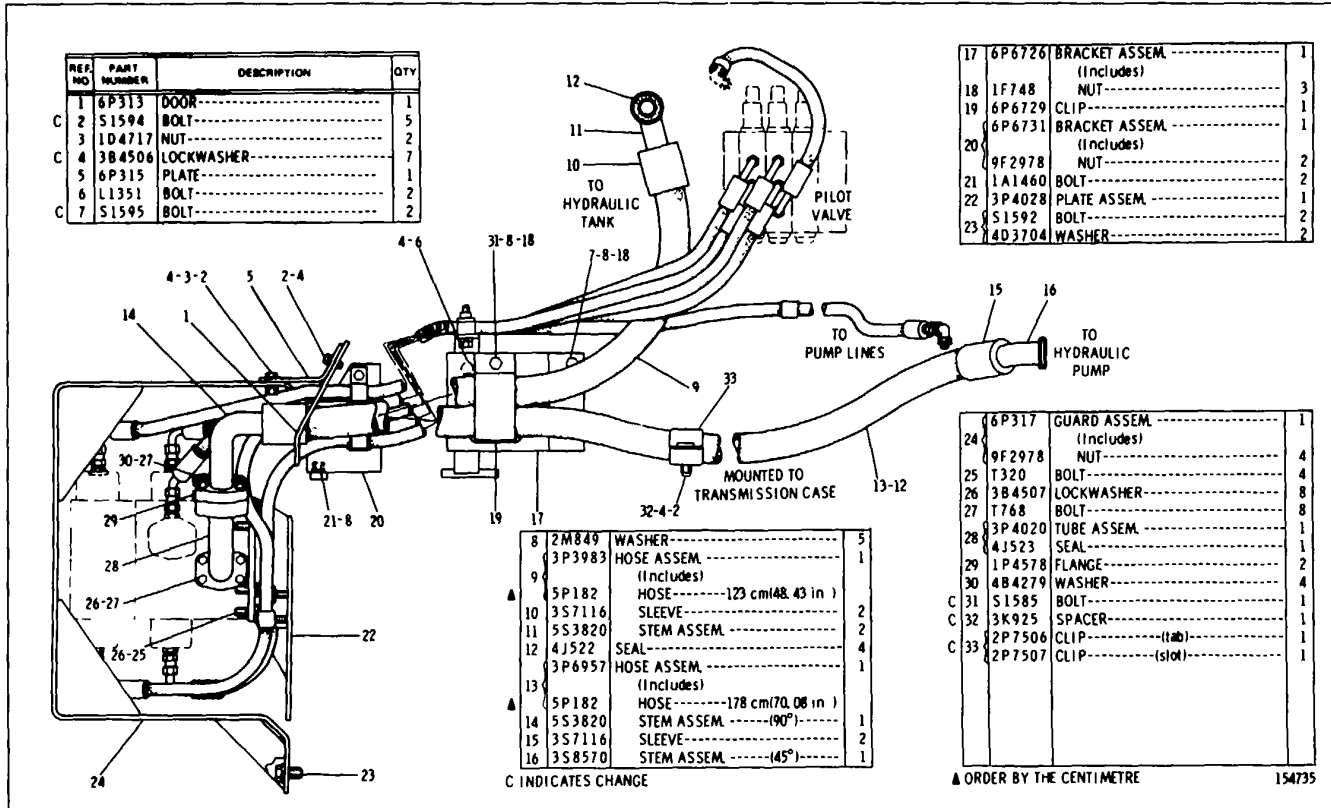 REF. NO PART NUMBER DESCRIPTION QTY
1 6P313 DOOR 1
C 2 S1594 BOLT 5
3 1D4717 NUT 2
C 4 3B4506 LOCKWASHER 7
5 6P315 PLATE 1
6 L1351 BOLT 2
C 7 S1595 BOLT 2
17 6P6726 BRACKET ASSEM. 1
(Includes)
18 1F748 NUT 3
19 6P6729 CLIP 1
20 6P6731 BRACKET ASSEM. 1
(Includes)
9F2978 NUT 2
21 1A1460 BOLT 2
22 3P4028 PLATE ASSEM. 1
23 S1592 BOLT 2
4D3704 WASHER 2
12
11
10
TO
HYDRAULIC
TANK
PILOT
VALVE
4-6
31-8-18
7-8-18
4-3-2
5
2-4
14
1
15
16
TO
PUMP LINES
TO
HYDRAULIC
PUMP
9
33
30-27
29
28
26-27
26-25
21-8
20
19
17
MOUNTED TO
TRANSMISSION CASE
32-4-2
13-12
22
24
23
8 2M849 WASHER 5
9 3P3983 HOSE ASSEM. 1
(Includes)
▲ 5P182 HOSE 123 cm(48.43 in ) 
10 3S7116 SLEEVE 2
11 5S3820 STEM ASSEM. 2
12 4J522 SEAL 4
13 3P6957 HOSE ASSEM. 1
(Includes)
▲ 5P182 HOSE 178 cm(70.08 in )
14 5S3820 STEM ASSEM. (90°) 1
15 3S7116 SLEEVE 2
16 3S8570 STEM ASSEM. (45°) 1
C INDICATES CHANGE
24 6P317 GUARD ASSEM. 1
(Includes)
9F2978 NUT 4
25 T320 BOLT 4
26 3B4507 LOCKWASHER 8
27 T768 BOLT 8
28 3P4020 TUBE ASSEM. 1
4J523 SEAL 1
29 1P4578 FLANGE 2
30 4B4279 WASHER 4
C 31 S1585 BOLT 1
C 32 3K925 SPACER 1
C 33 2P7506 CLIP (tab) 1
2P7507 CLIP (slot) 1
▲ ORDER BY THE CENTIMETRE
154735